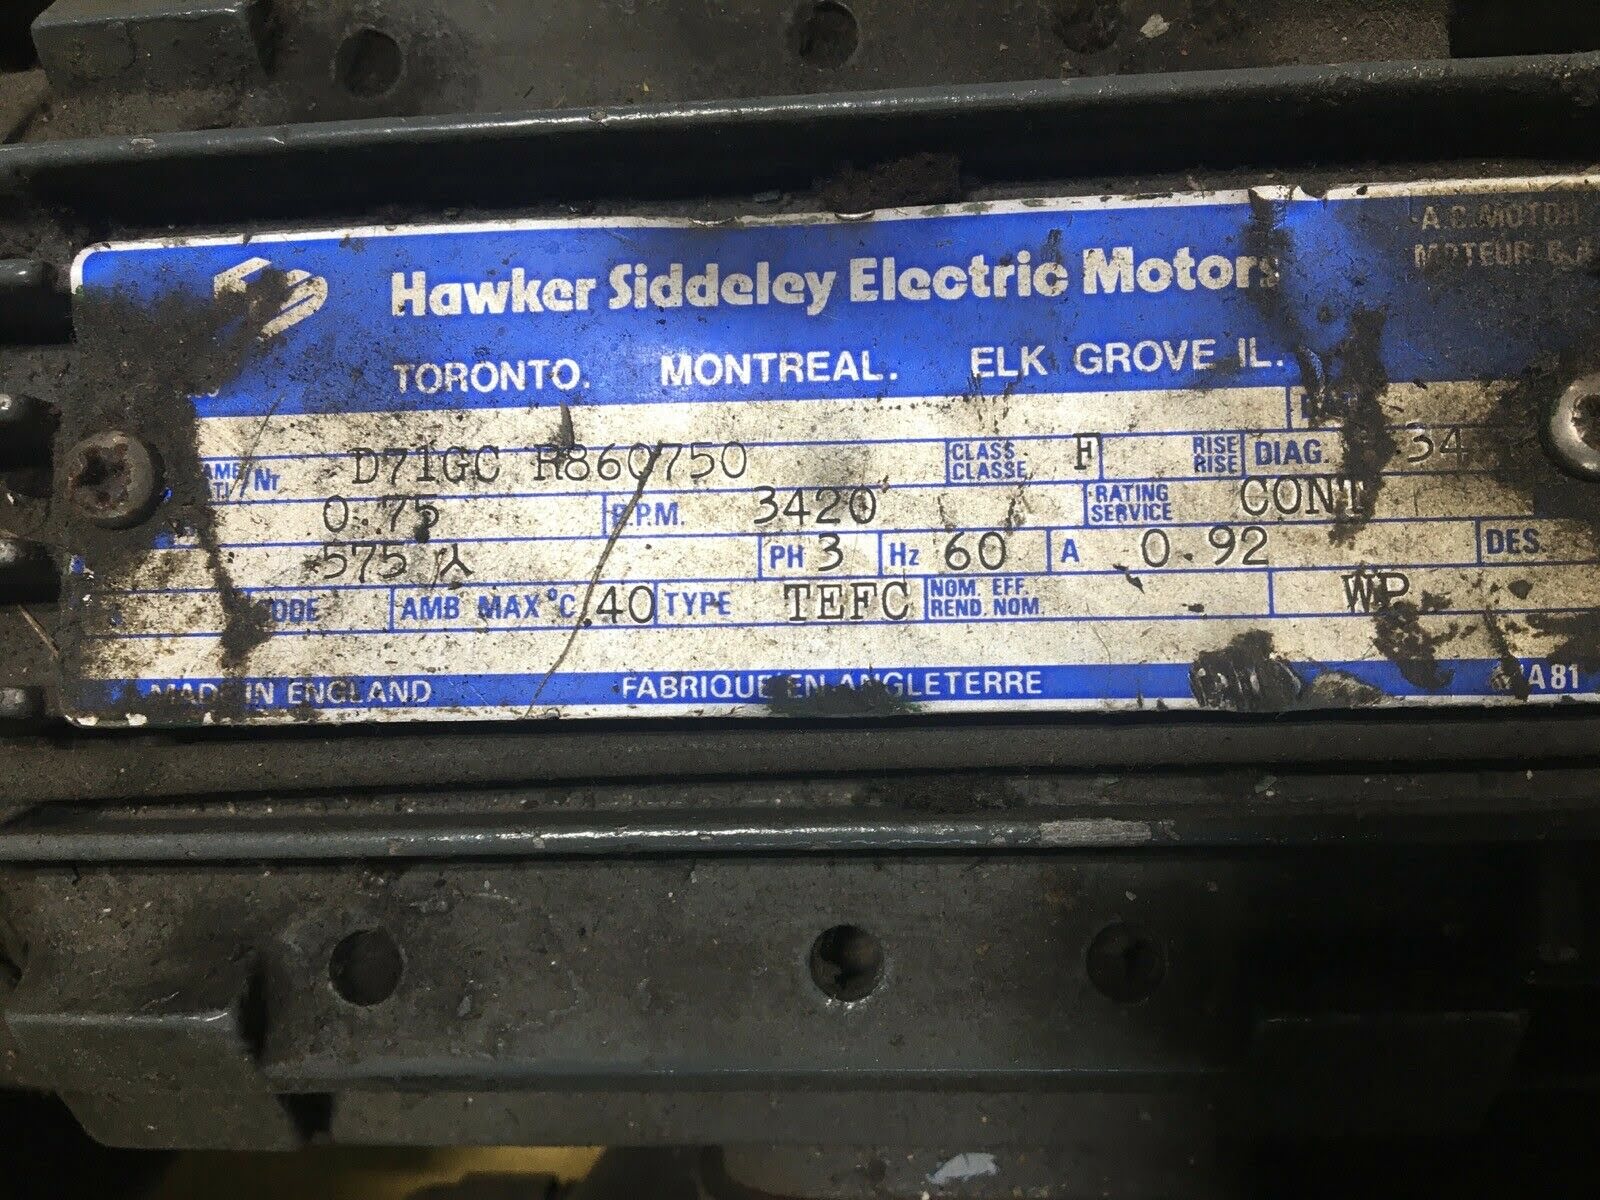 A.C. MOTOR
MOTEUR
Hawker Siddeley Electric Motors
TORONTO. MONTREAL. ELK GROVE IL.
D71GC R860750 CLASS CLASSE F RISE RISE DIAG 34
0.75 R.P.M. 3420 RATING SERVICE CONT
575 ⅄ PH 3 Hz 60 A 0.92 DES.
AMB MAX °C 40 TYPE TEFC NOM. EFF. REND. NOM. WP
MADE IN ENGLAND FABRIQUE EN ANGLETERRE